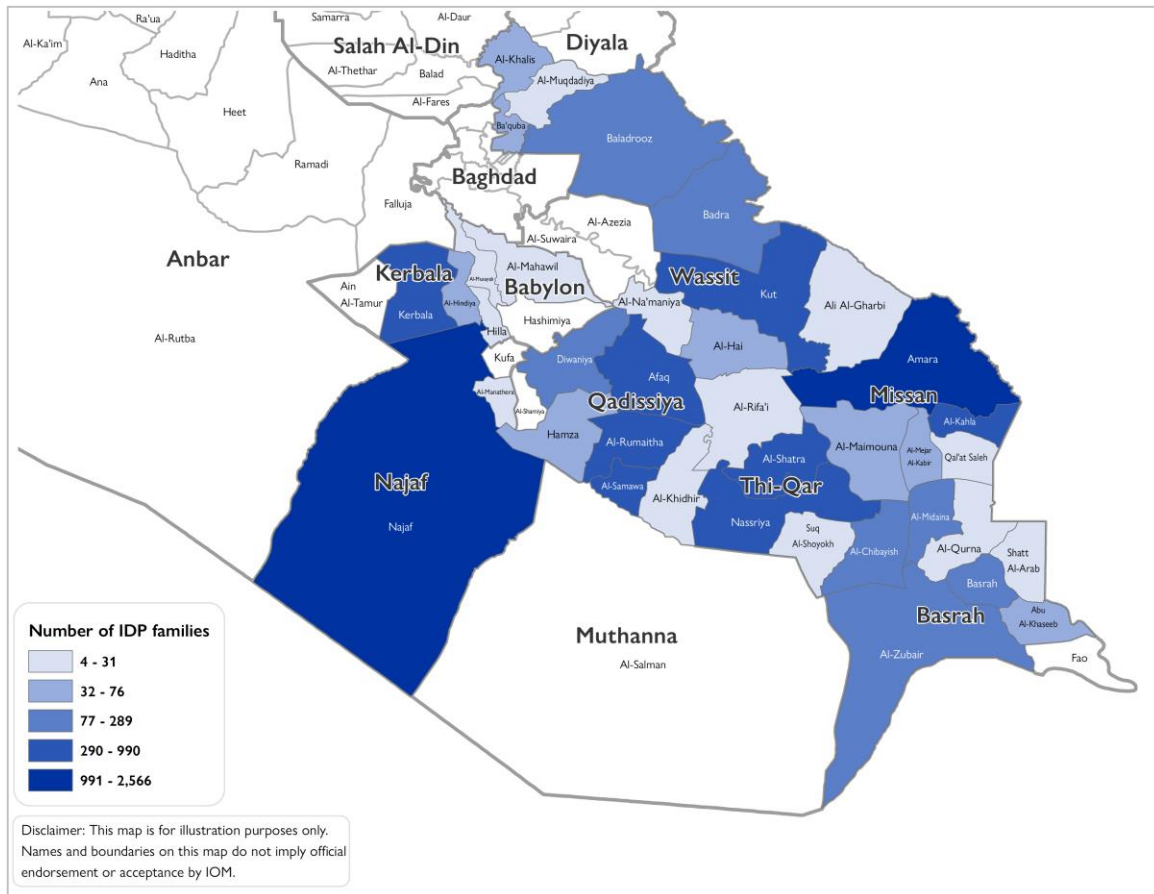 Ra'ua
Al-Ka'im
Haditha
Ana
Heet
Ramadi
Falluja
Anbar
Al-Rutba
Samarra
Al-Daur
Salah Al-Din
Al-Thethar
Balad
Al-Fares
Diyala
Al-Khalis
Al-Muqdadiya
Ba'quba
Baladrooz
Baghdad
Al-Azezia
Al-Suwaira
Badra
Wassit
Kut
Al-Na'maniya
Al-Hai
Kerbala
Ain
Al-Tamur
Kerbala
Al-Hindiya
Al-Mahawil
Babylon
Hashimiya
Hilla
Kufa
Al-Manathera
Al-Shamiya
Najaf
Najaf
Diwaniya
Afaq
Qadissiya
Hamza
Al-Rumaitha
Al-Samawa
Al-Khidhir
Muthanna
Al-Salman
Al-Rifa'i
Al-Shatra
Thi-Qar
Nassriya
Suq
Al-Shoyokh
Al-Chibayish
Ali Al-Gharbi
Amara
Missan
Al-Kahla
Al-Maimouna
Al-Mejar
Al-Kabir
Qal'at Saleh
Al-Midaina
Al-Qurna
Shatt
Al-Arab
Basrah
Basrah
Abu
Al-Khaseeb
Al-Zubair
Fao
Number of IDP families
4 - 31
32 - 76
77 - 289
290 - 990
991 - 2,566
Disclaimer: This map is for illustration purposes only.
Names and boundaries on this map do not imply official
endorsement or acceptance by IOM.